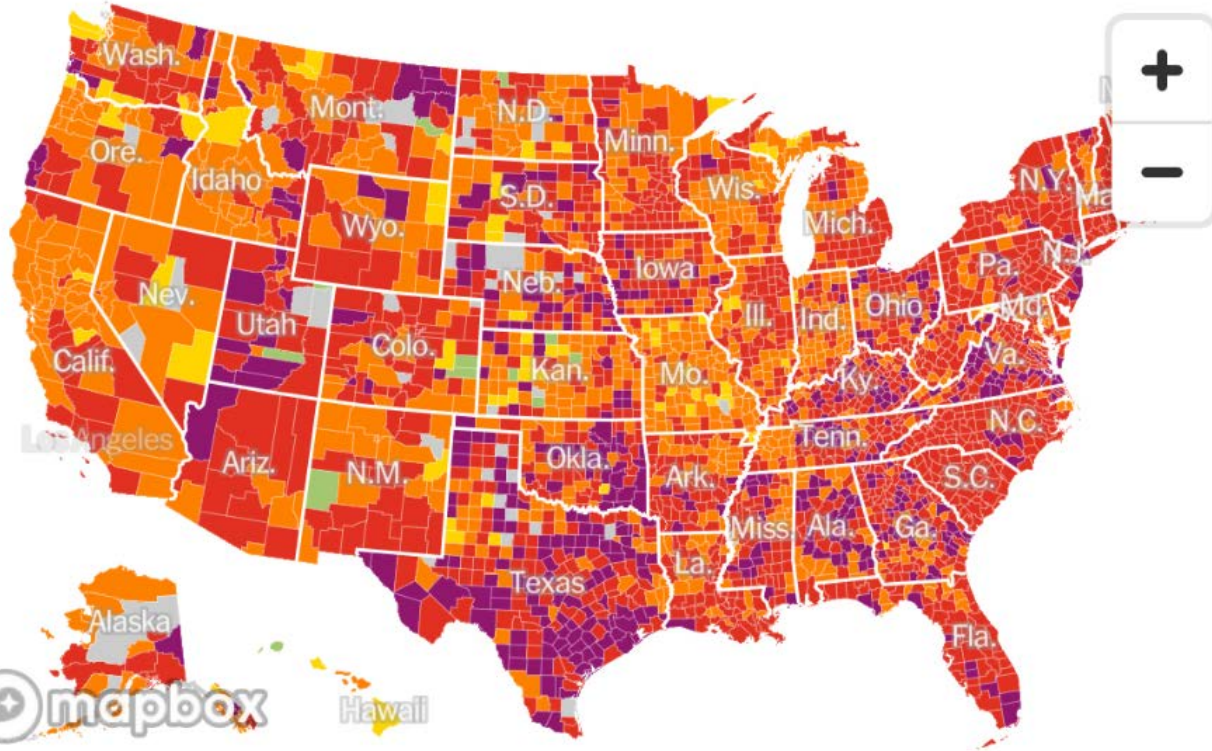 +
−
Wash.
Mont.
N.D.
Minn.
Ore.
Idaho
S.D.
Wis.
N.Y.
Wyo.
Mich.
Iowa
Neb.
Pa.
N.J.
Nev.
Utah
Ohio
Ill.
Ind.
Calif.
Colo.
Kan.
Mo.
Va.
Ky.
Los Angeles
Ariz.
N.M.
Okla.
Tenn.
N.C.
Ark.
S.C.
Miss.
Ala.
Ga.
Texas
La.
Alaska
Fla.
mapbox
Hawaii